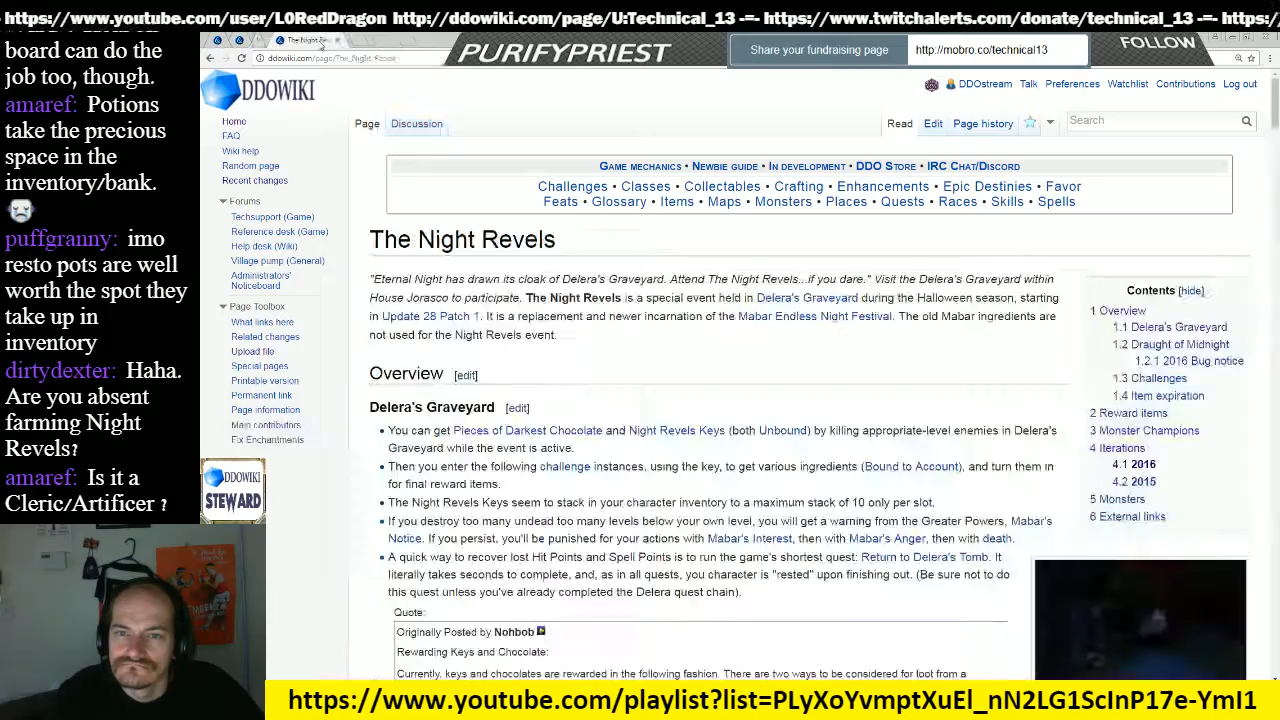 https://www.youtube.com/user/L0RedDragon http://ddowiki.com/page/U:Technical_13 -=- https://www.twitchalerts.com/donate/technical_13 -=- https:/
board can do the
job too, though.
amaref: Potions
take the precious
space in the
inventory/bank.
puffgranny: imo
resto pots are well
worth the spot they
take up in
inventory
dirtydexter: Haha.
Are you absent
farming Night
Revels?
amaref: Is it a
Cleric/Artificer ?
The Night Re
ddowiki.com/page/The_Night_
PURIFYPRIEST
Share your fundraising page
http://mobro.co/technical13
FOLLOW
DDOWIKI
DDOstream Talk Preferences Watchlist Contributions Log out
Page Discussion
Read Edit Page history
Search
Home
FAQ
Wiki help
Random page
Recent changes
Forums
Techsupport (Game)
Reference desk (Game)
Help desk (Wiki)
Village pump (General)
Administrators'
Noticeboard
Page Toolbox
What links here
Related changes
Upload file
Special pages
Printable version
Permanent link
Page information
Main contributors
Fix Enchantments
DDOWIKI
STEWARD
Game mechanics • Newbie guide • In development • DDO Store • IRC Chat/Discord
Challenges • Classes • Collectables • Crafting • Enhancements • Epic Destinies • Favor
Feats • Glossary • Items • Maps • Monsters • Places • Quests • Races • Skills • Spells
The Night Revels
"Eternal Night has drawn its cloak of Delera's Graveyard. Attend The Night Revels...if you dare." Visit the Delera's Graveyard within
House Jorasco to participate. The Night Revels is a special event held in Delera's Graveyard during the Halloween season, starting
in Update 28 Patch 1. It is a replacement and newer incarnation of the Mabar Endless Night Festival. The old Mabar ingredients are
not used for the Night Revels event.
Overview [edit]
Delera's Graveyard [edit]
• You can get Pieces of Darkest Chocolate and Night Revels Keys (both Unbound) by killing appropriate-level enemies in Delera's
Graveyard while the event is active.
• Then you enter the following challenge instances, using the key, to get various ingredients (Bound to Account), and turn them in
for final reward items.
• The Night Revels Keys seem to stack in your character inventory to a maximum stack of 10 only per slot.
• If you destroy too many undead too many levels below your own level, you will get a warning from the Greater Powers, Mabar's
Notice. If you persist, you'll be punished for your actions with Mabar's Interest, then with Mabar's Anger, then with death.
• A quick way to recover lost Hit Points and Spell Points is to run the game's shortest quest: Return to Delera's Tomb. It
literally takes seconds to complete, and, as in all quests, you character is "rested" upon finishing out. (Be sure not to do
this quest unless you've already completed the Delera quest chain).
Quote:
Originally Posted by Nohbob
Rewarding Keys and Chocolate:
Currently, keys and chocolates are rewarded in the following fashion. There are two ways to be considered for loot from a
Contents [hide]
1 Overview
1.1 Delera's Graveyard
1.2 Draught of Midnight
1.2.1 2016 Bug notice
1.3 Challenges
1.4 Item expiration
2 Reward items
3 Monster Champions
4 Iterations
4.1 2016
4.2 2015
5 Monsters
6 External links
https://www.youtube.com/playlist?list=PLyXoYvmptXuEl_nN2LG1ScInP17e-YmI1